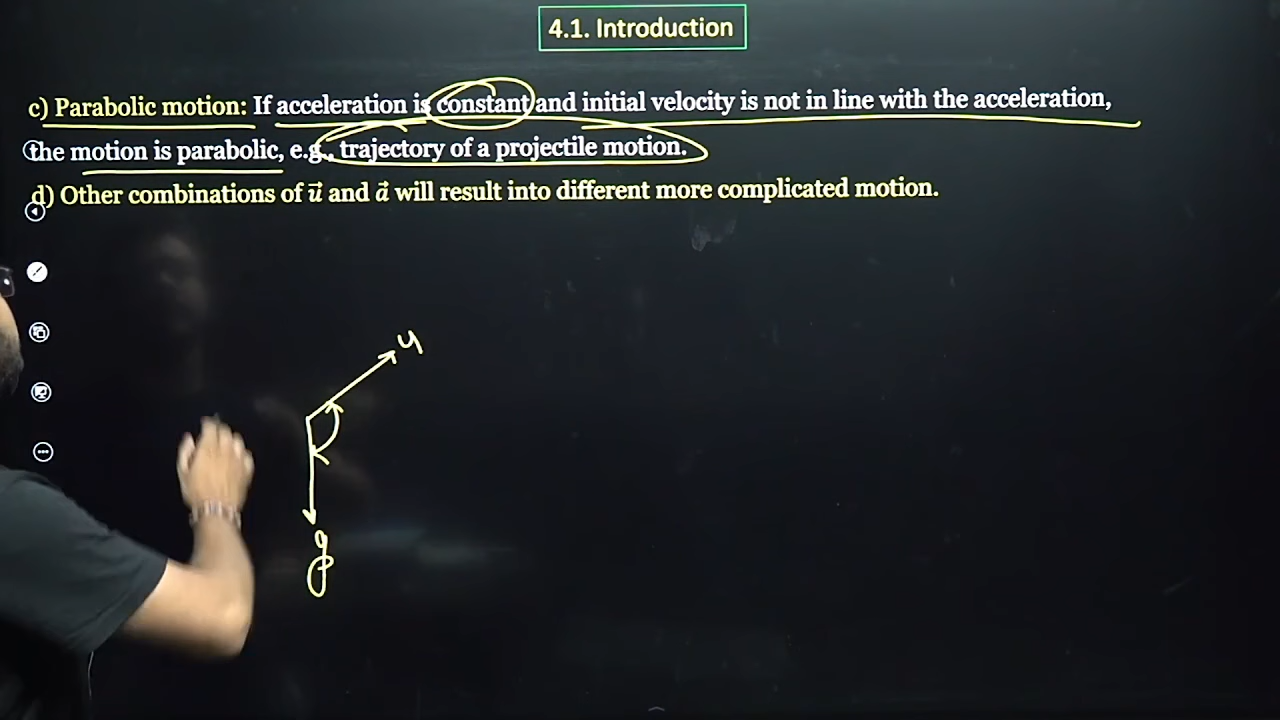 4.1. Introduction
c) Parabolic motion: If acceleration is constant and initial velocity is not in line with the acceleration,
the motion is parabolic, e.g., trajectory of a projectile motion.
d) Other combinations of u⃗ and a⃗ will result into different more complicated motion.
u
g